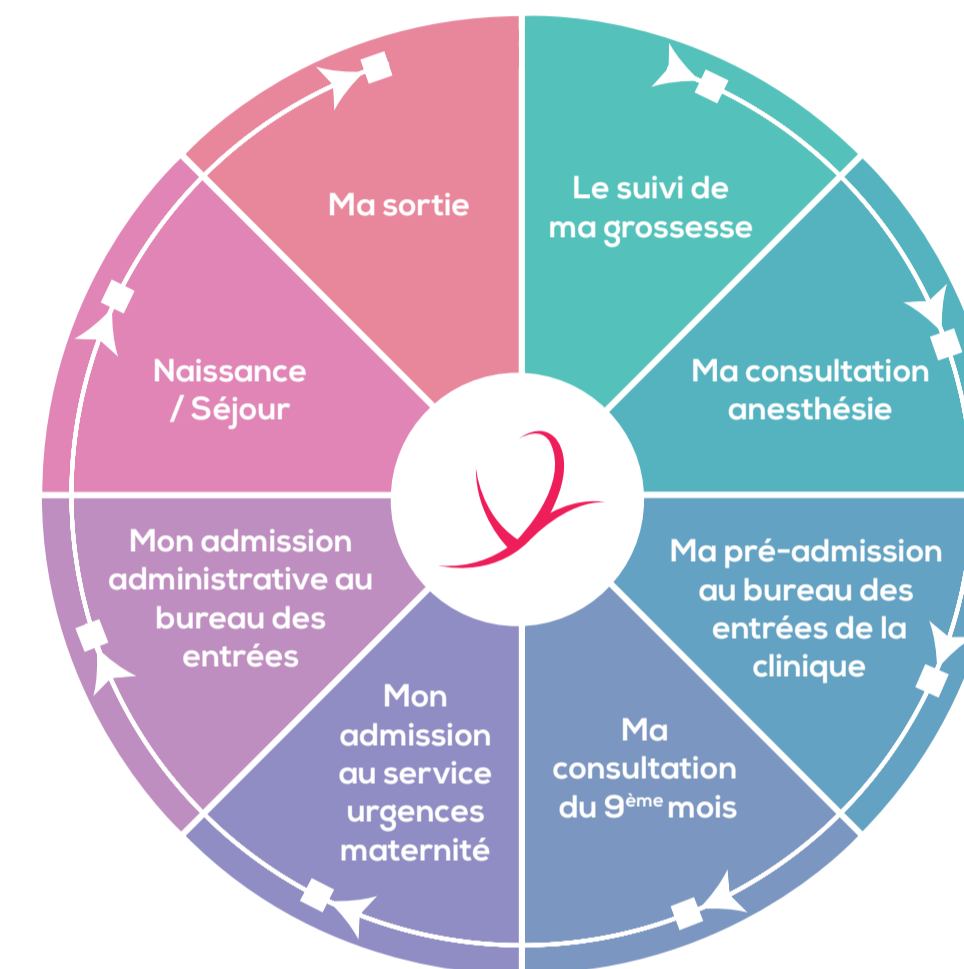 Le suivi de
ma grossesse
Ma consultation
anesthésie
Ma pré-admission
au bureau des
entrées de la
clinique
Ma
consultation
du 9ème mois
Mon
admission
au service
urgences
maternité
Mon admission
administrative au
bureau des
entrées
Naissance
/ Séjour
Ma sortie